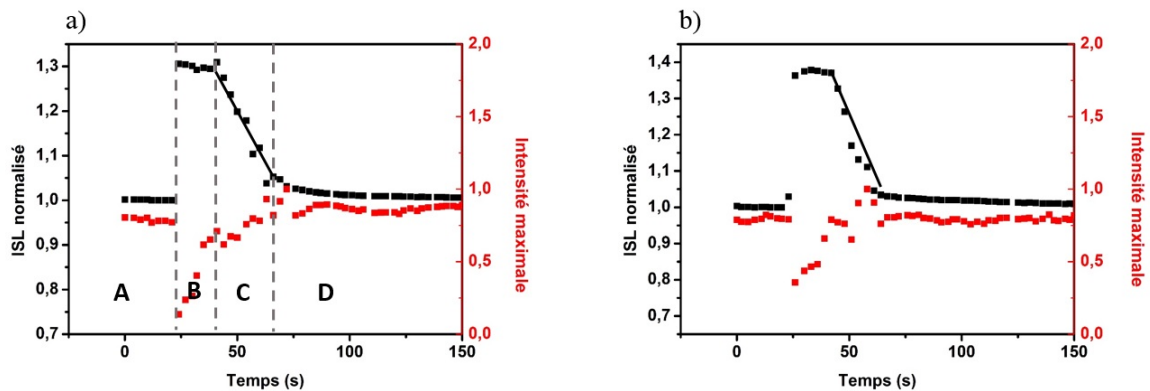 a)
1,3
1,2
1,1
1,0
0,9
0,8
0,7
ISL normalisé
2,0
1,5
1,0
0,5
0,0
Intensité maximale
A
B
C
D
0
50
100
150
Temps (s)
b)
1,4
1,3
1,2
1,1
1,0
0,9
0,8
0,7
ISL normalisé
2,0
1,5
1,0
0,5
0,0
Intensité maximale
0
50
100
150
Temps (s)